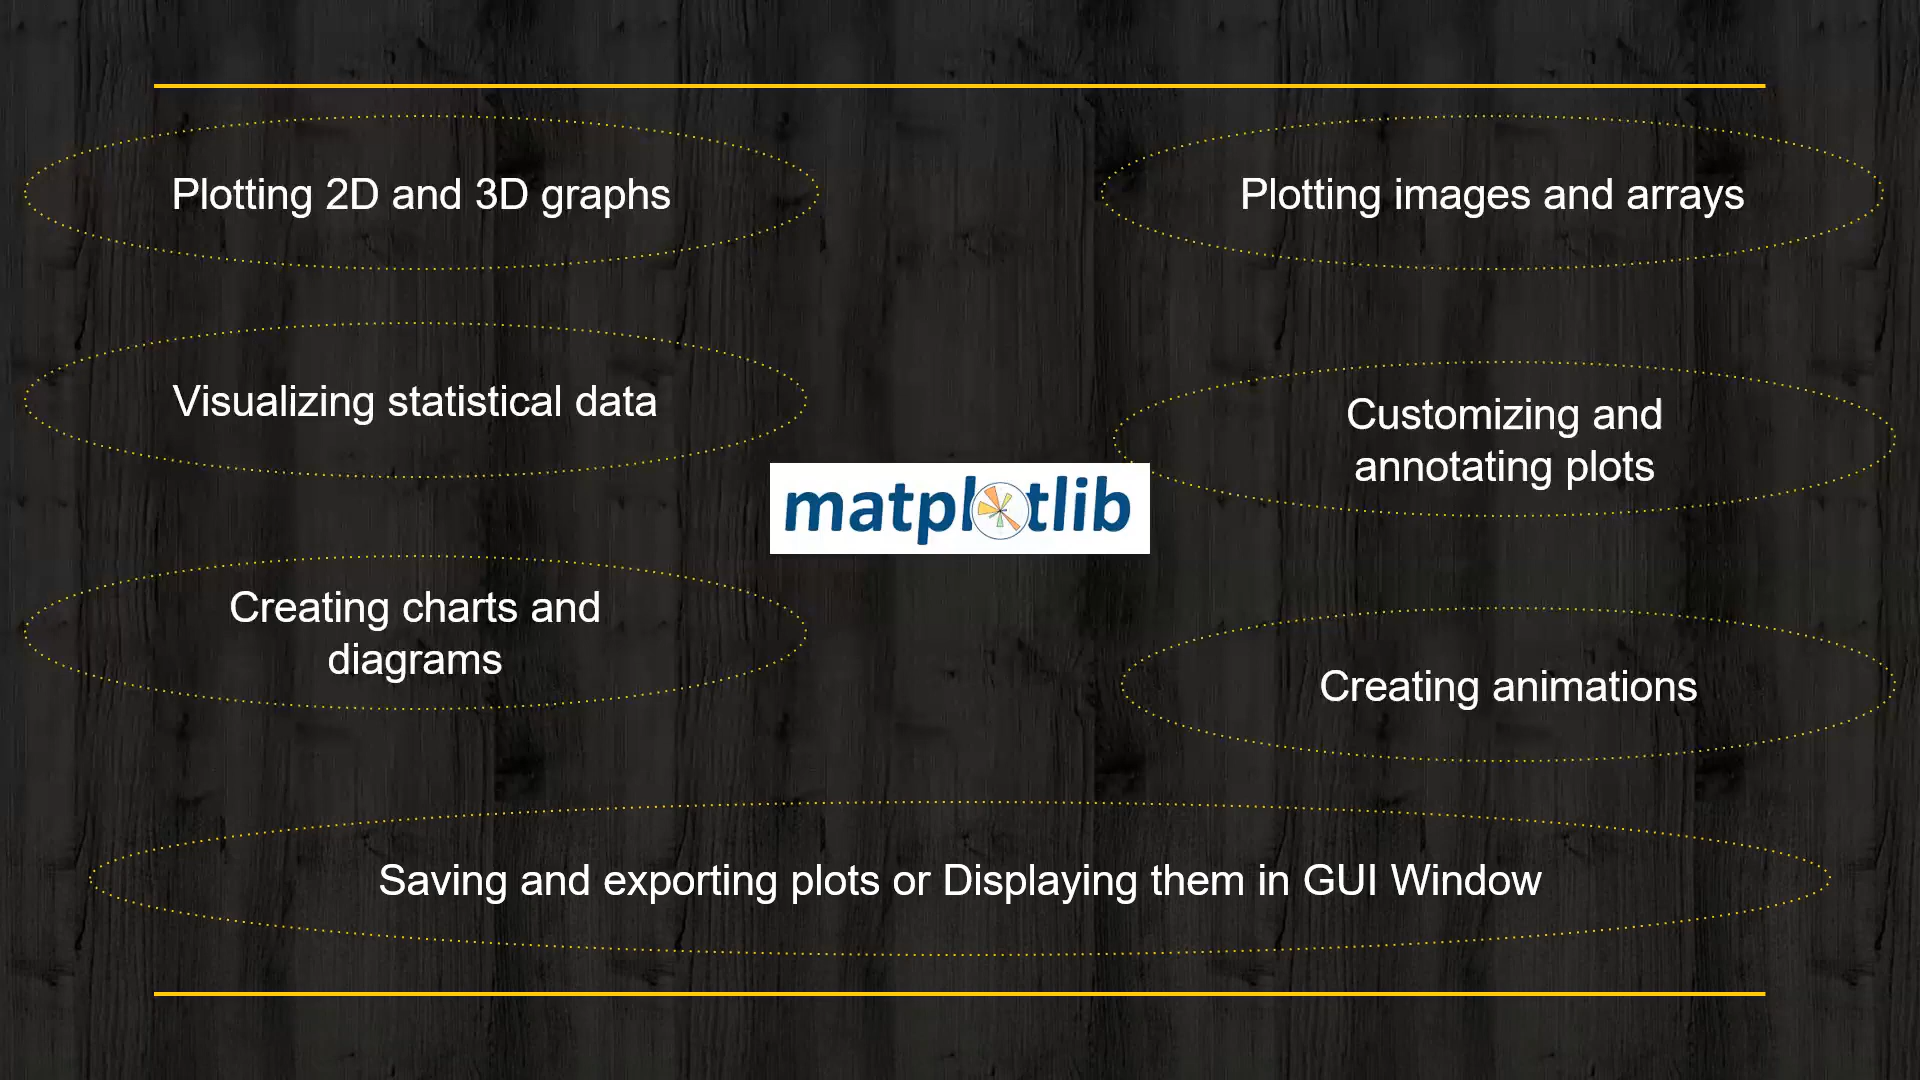 Plotting 2D and 3D graphs
Plotting images and arrays
Visualizing statistical data
Customizing and
annotating plots
matplotlib
Creating charts and
diagrams
Creating animations
Saving and exporting plots or Displaying them in GUI Window